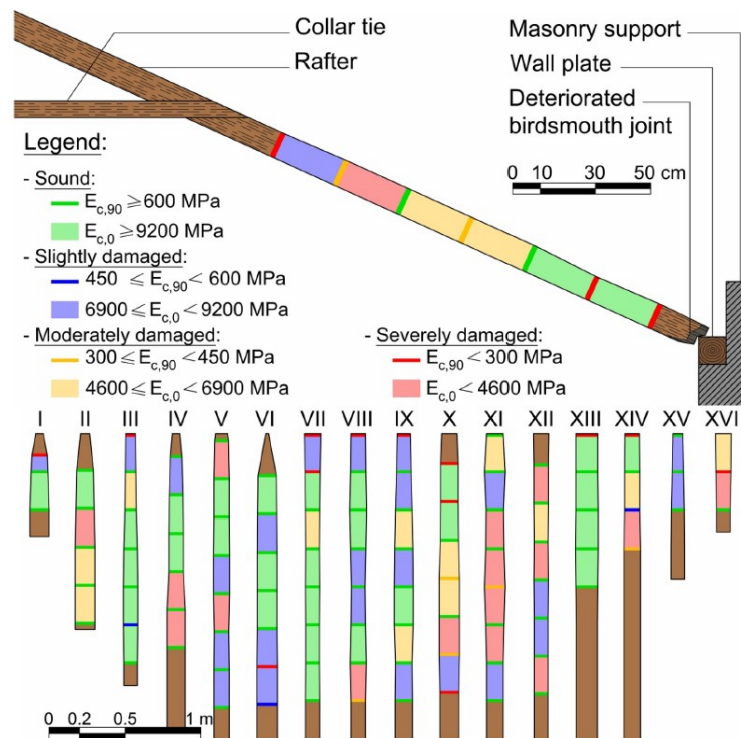 Collar tie
Rafter
Masonry support
Wall plate
Deteriorated
birdsmouth joint
0 10 30 50 cm
Legend:
- Sound:
E_c,90 ⩾ 600 MPa
E_c,0 ⩾ 9200 MPa
- Slightly damaged:
450 ⩽ E_c,90 < 600 MPa
6900 ⩽ E_c,0 < 9200 MPa
- Moderately damaged:
300 ⩽ E_c,90 < 450 MPa
4600 ⩽ E_c,0 < 6900 MPa
- Severely damaged:
E_c,90 < 300 MPa
E_c,0 < 4600 MPa
I II III IV V VI VII VIII IX X XI XII XIII XIV XV XVI
0 0.2 0.5 1 m